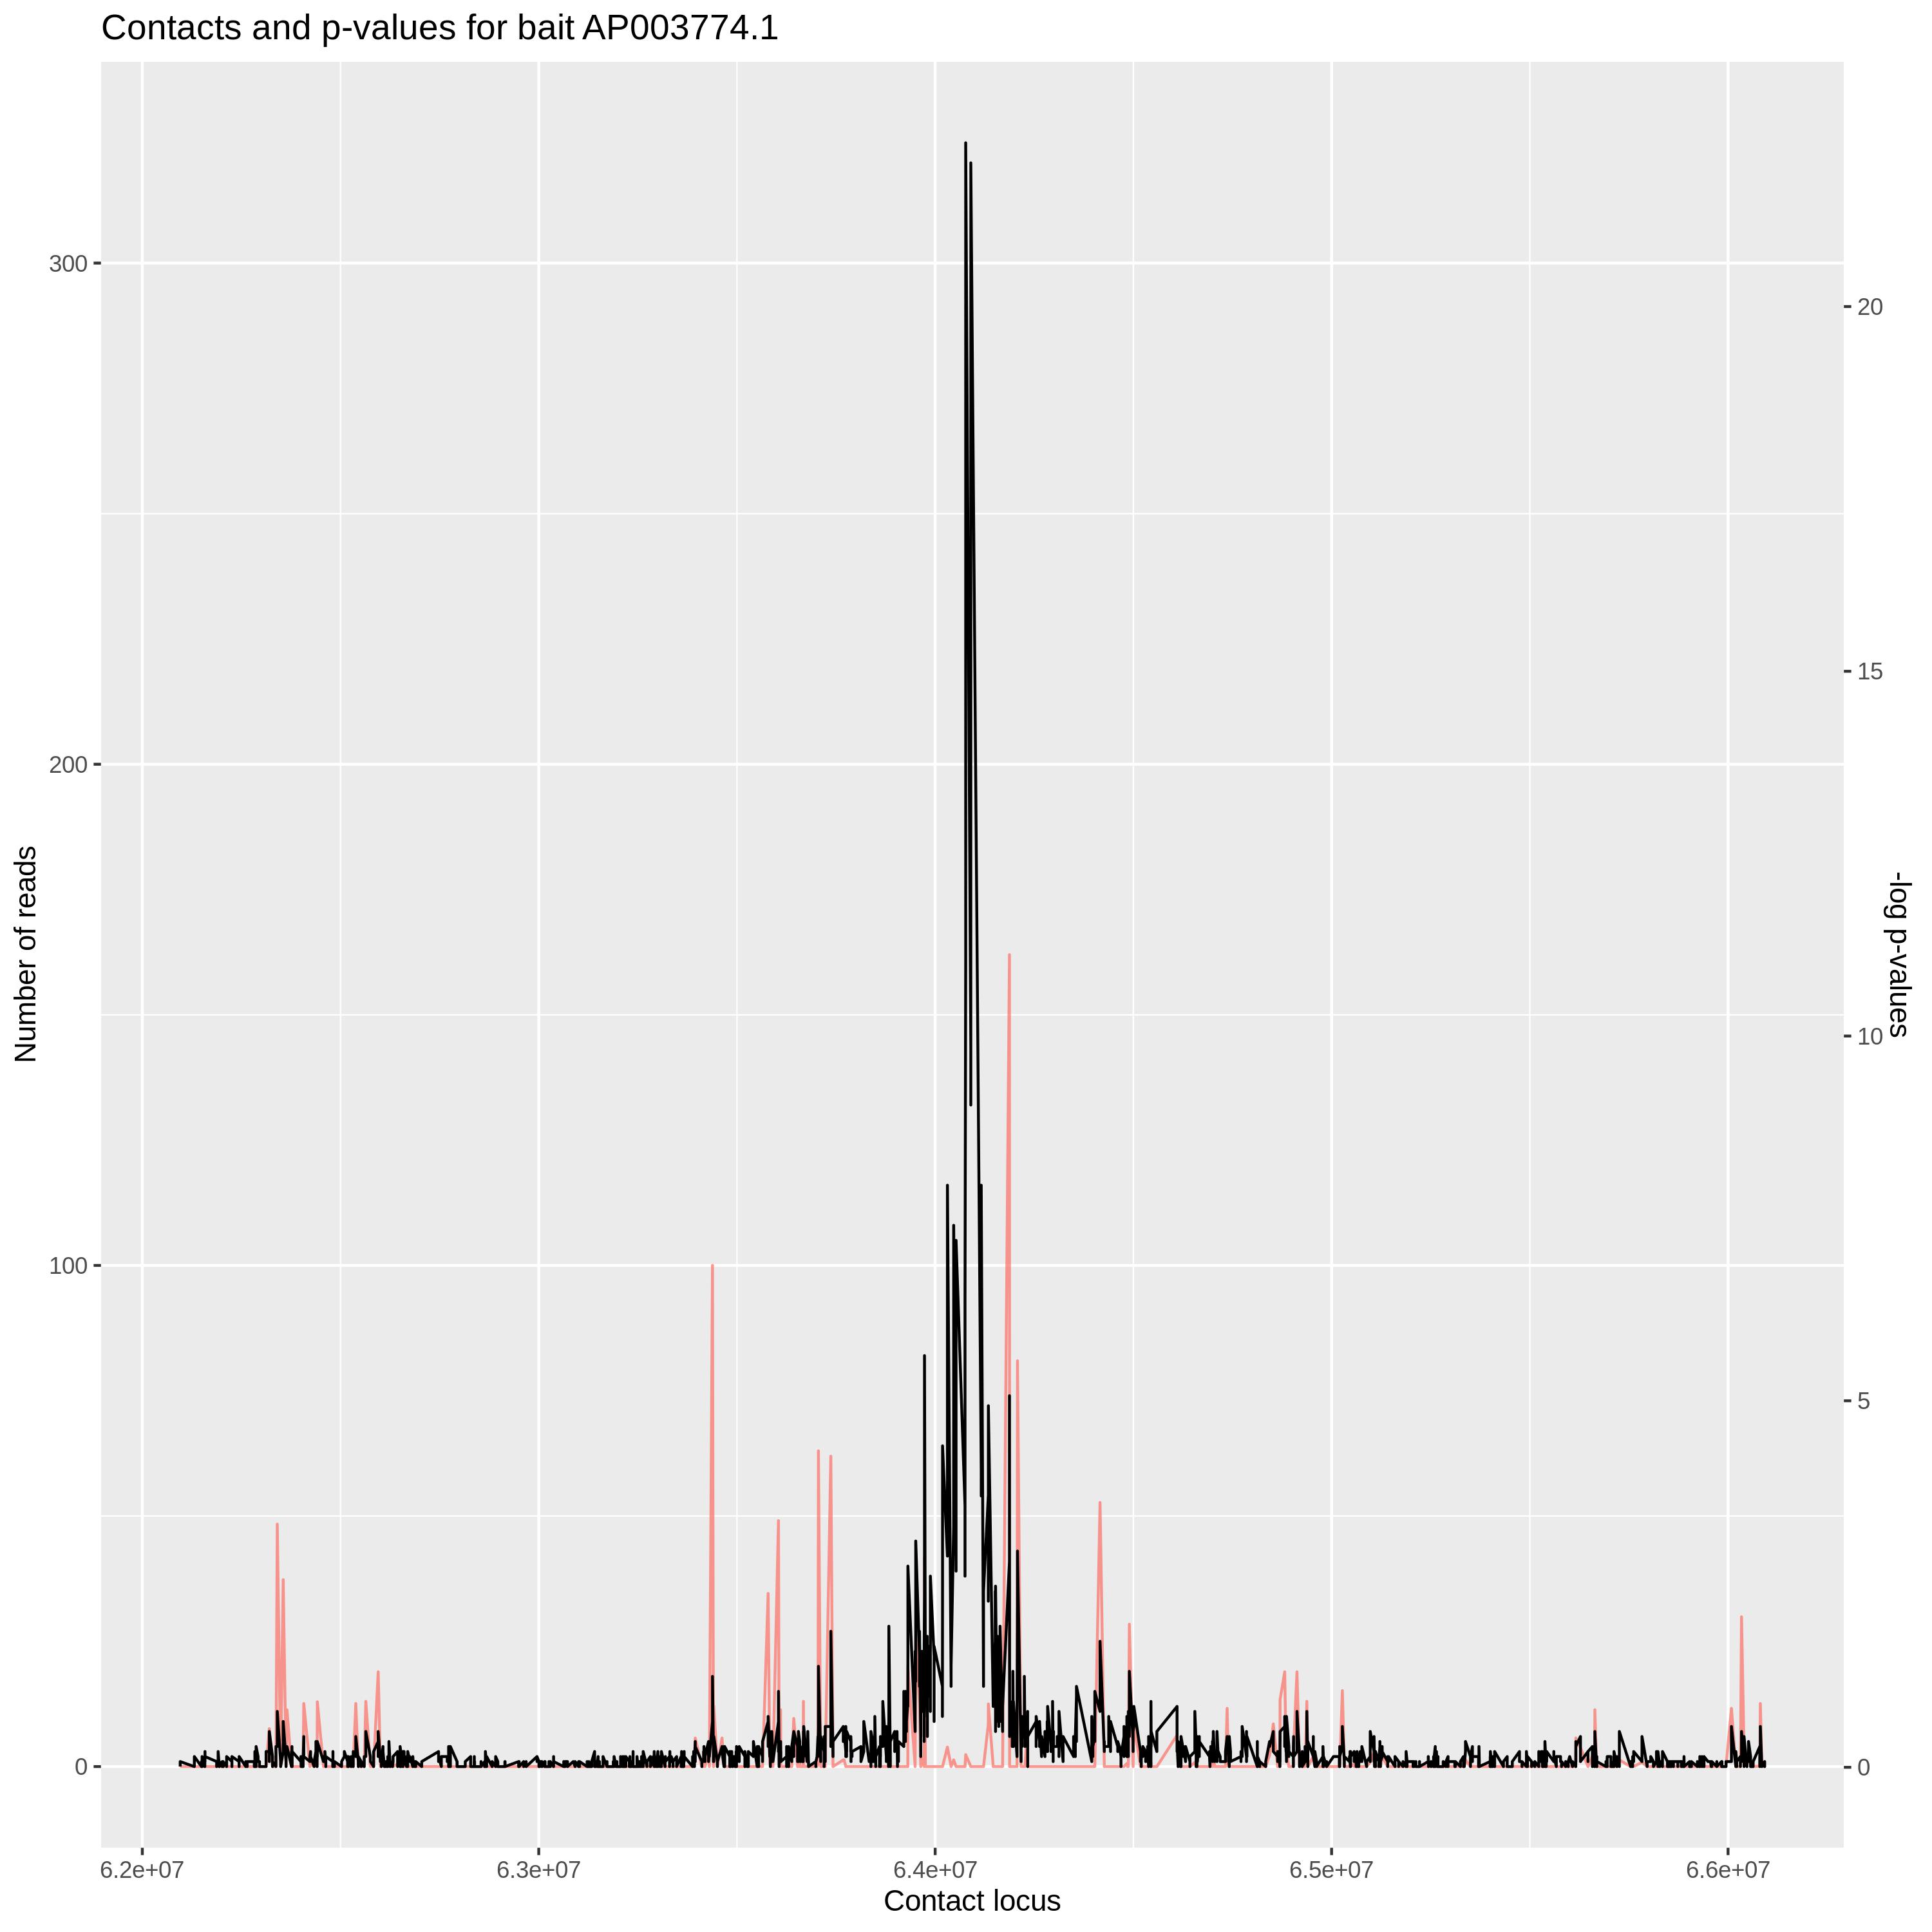 Contacts and p-values for bait AP003774.1
300
200
100
0
Number of reads
20
15
10
5
0
-log p-values
6.2e+07 6.3e+07 6.4e+07 6.5e+07 6.6e+07
Contact locus